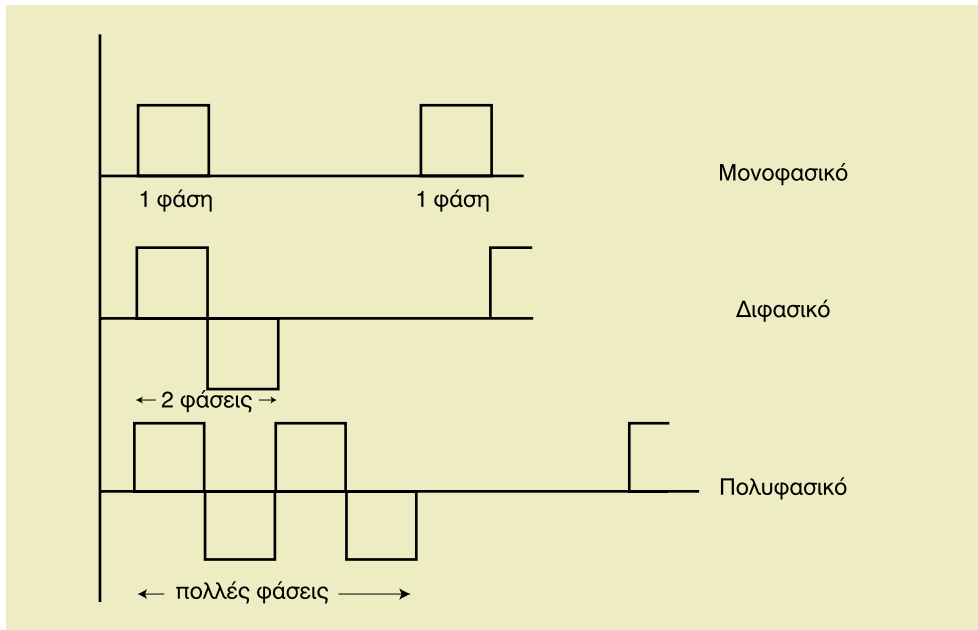 Μονοφασικό
1 φάση 1 φάση
Διφασικό
2 φάσεις
Πολυφασικό
πολλές φάσεις